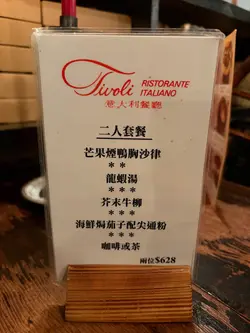 Tivoli RISTORANTE
ITALIANO
意大利餐廳
二人套餐
芒果煙鴨胸沙律
**
龍蝦湯
***
芥末牛柳
***
海鮮焗茄子配尖通粉
***
咖啡或茶
兩位$628